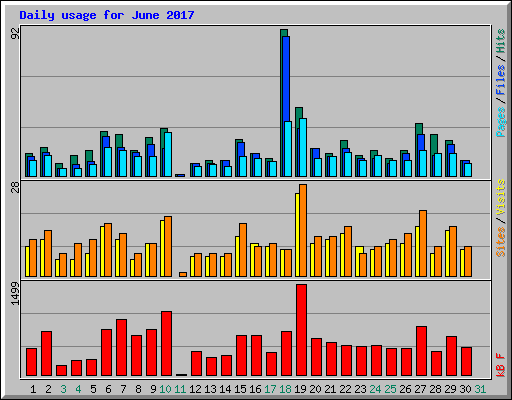 Daily usage for June 2017
92
Pages / Files / Hits
28
Sites / Visits
1499
kB F
1 2 3 4 5 6 7 8 9 10 11 12 13 14 15 16 17 18 19 20 21 22 23 24 25 26 27 28 29 30 31